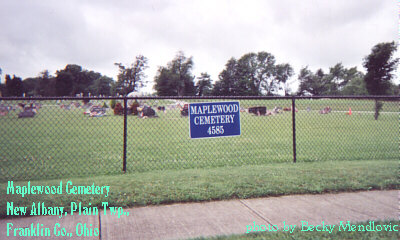 MAPLEWOOD
CEMETERY
4585
Maplewood Cemetery
New Albany, Plain Twp.,
Franklin Co., Ohio
photo by Becky Mendlovic